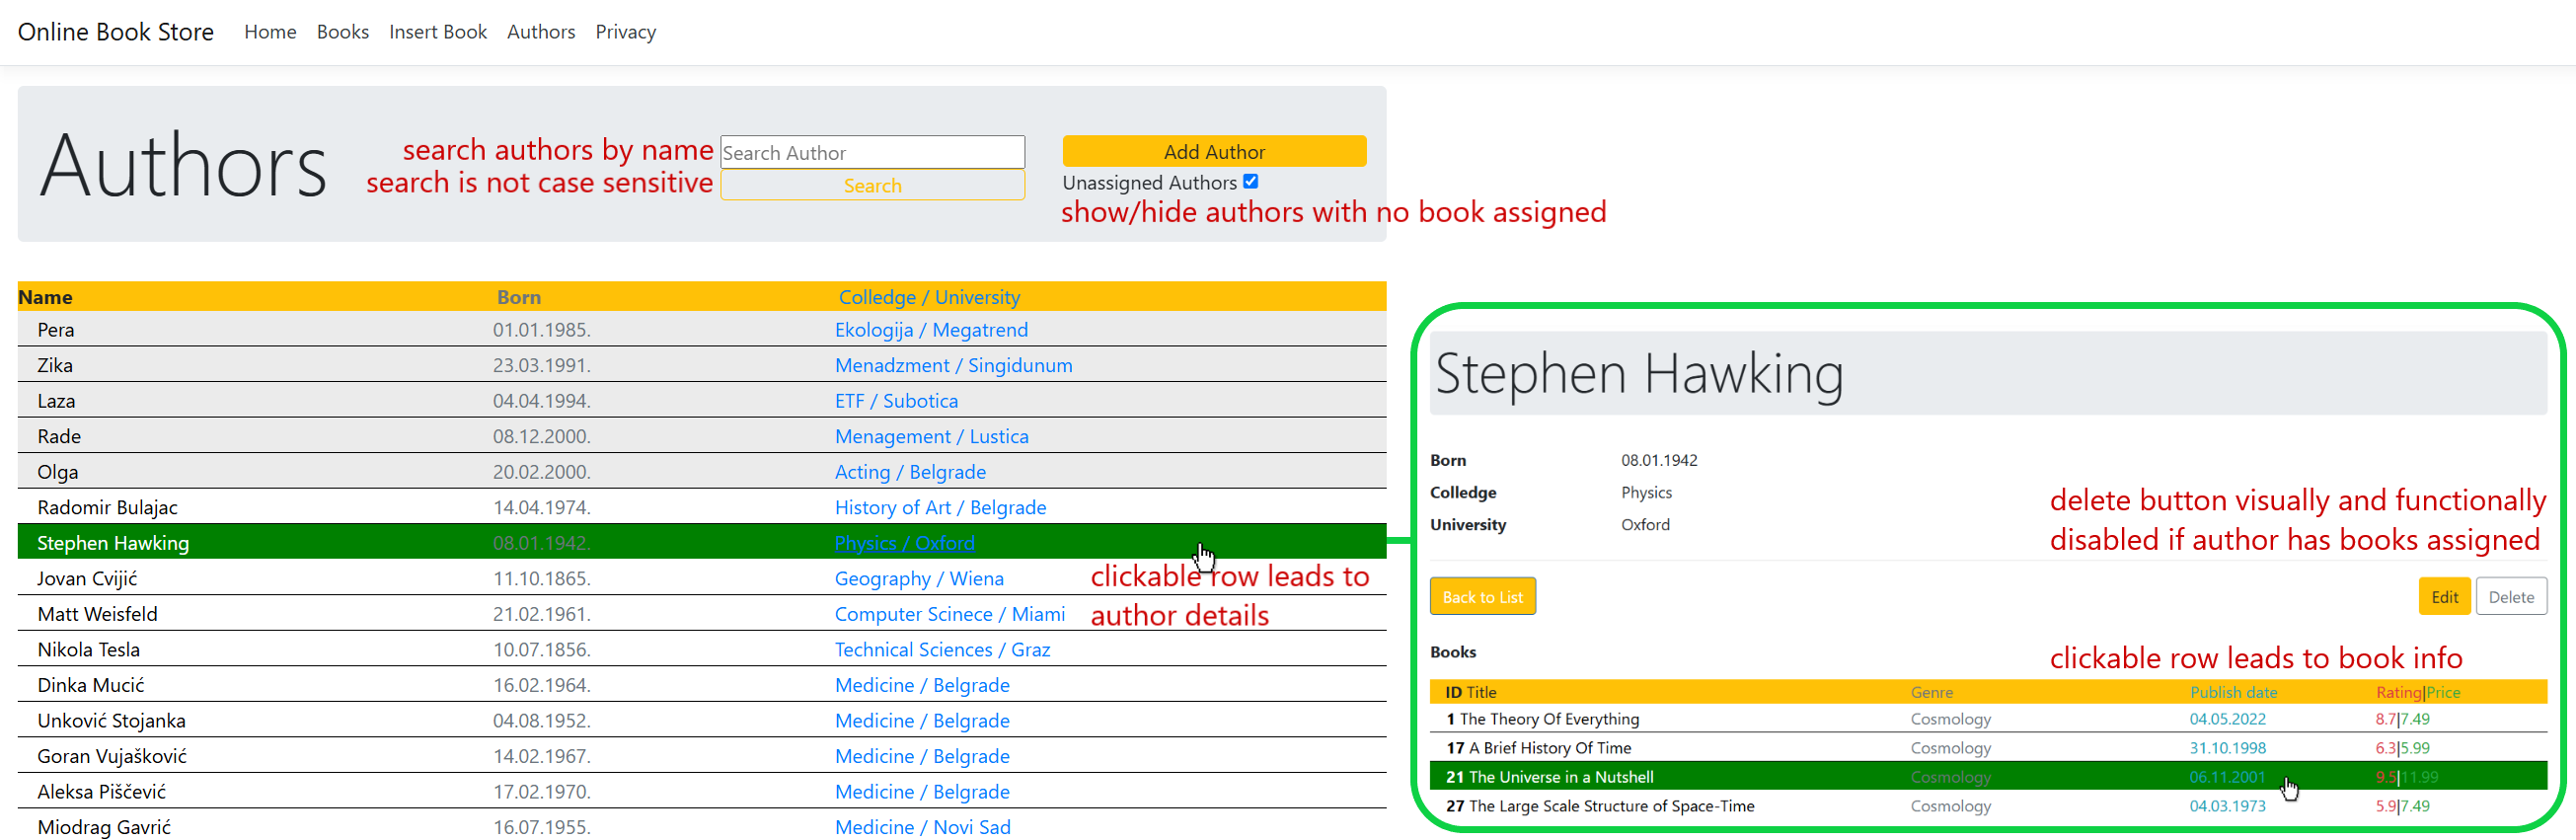 Online Book Store Home Books Insert Book Authors Privacy
Authors
search authors by name
search is not case sensitive
Search Author
Search
Add Author
Unassigned Authors
show/hide authors with no book assigned
Name Born Colledge / University
Pera 01.01.1985. Ekologija / Megatrend
Zika 23.03.1991. Menadzment / Singidunum
Laza 04.04.1994. ETF / Subotica
Rade 08.12.2000. Menagement / Lustica
Olga 20.02.2000. Acting / Belgrade
Radomir Bulajac 14.04.1974. History of Art / Belgrade
Stephen Hawking 08.01.1942. Physics / Oxford
Jovan Cvijić 11.10.1865. Geography / Wiena
Matt Weisfeld 21.02.1961. Computer Scinece / Miami
Nikola Tesla 10.07.1856. Technical Sciences / Graz
Dinka Mucić 16.02.1964. Medicine / Belgrade
Unković Stojanka 04.08.1952. Medicine / Belgrade
Goran Vujašković 14.02.1967. Medicine / Belgrade
Aleksa Piščević 17.02.1970. Medicine / Belgrade
Miodrag Gavrić 16.07.1955. Medicine / Novi Sad
clickable row leads to
author details
Stephen Hawking
Born 08.01.1942
Colledge Physics
University Oxford
delete button visually and functionally
disabled if author has books assigned
Back to List Edit Delete
Books
clickable row leads to book info
ID Title Genre Publish date Rating|Price
1 The Theory Of Everything Cosmology 04.05.2022 8.7|7.49
17 A Brief History Of Time Cosmology 31.10.1998 6.3|5.99
21 The Universe in a Nutshell Cosmology 06.11.2001 9.5|11.99
27 The Large Scale Structure of Space-Time Cosmology 04.03.1973 5.9|7.49